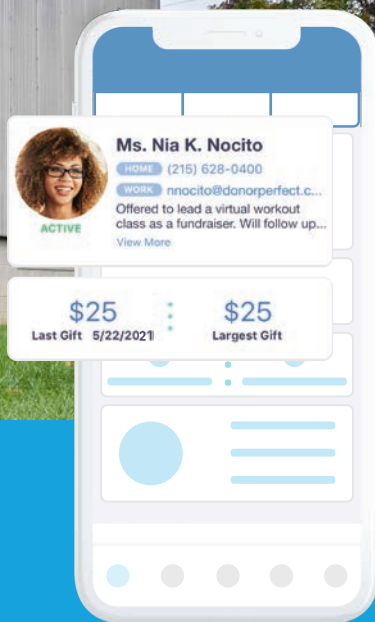 Ms. Nia K. Nocito
HOME (215) 628-0400
WORK nnocito@donorperfect.c...
Offered to lead a virtual workout
class as a fundraiser. Will follow up...
View More
ACTIVE
$25
Last Gift 5/22/2021
$25
Largest Gift